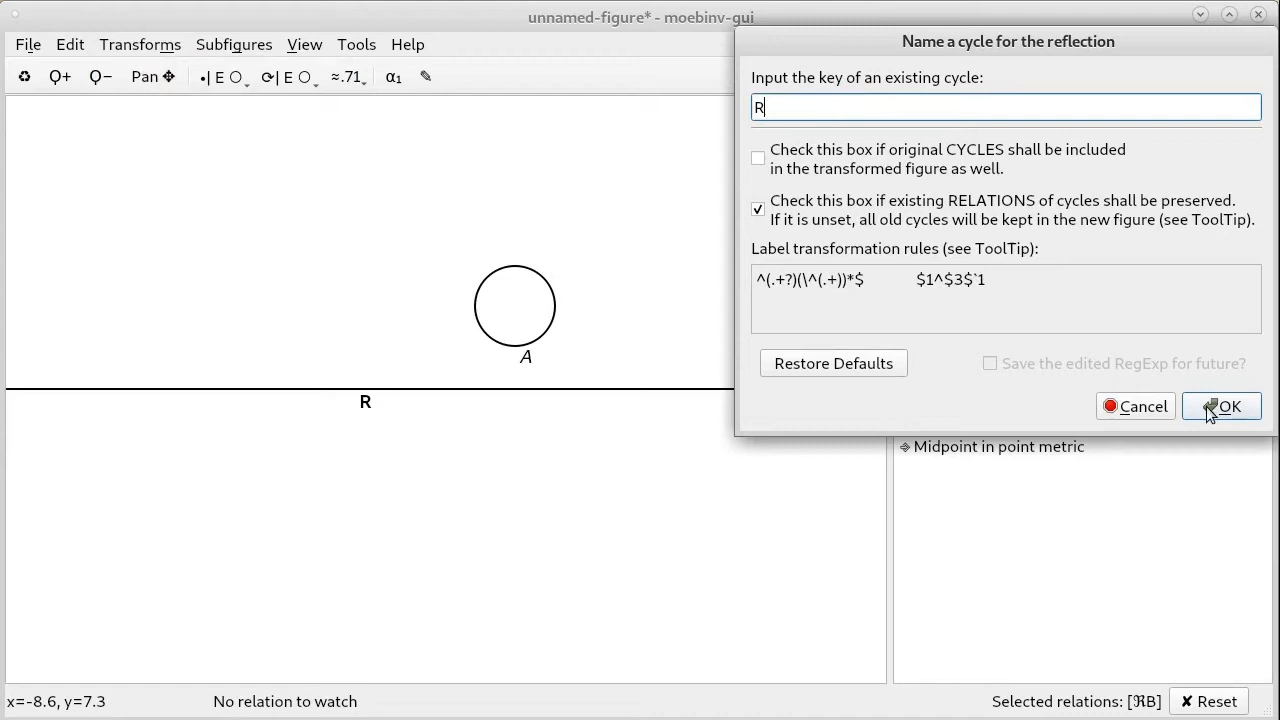 unnamed-figure* - moebinv-gui
File Edit Transforms Subfigures View Tools Help
Pan
•| E ○ | E ○ ≈.71 α₁
Name a cycle for the reflection
Input the key of an existing cycle:
R
Check this box if original CYCLES shall be included
in the transformed figure as well.
Check this box if existing RELATIONS of cycles shall be preserved.
If it is unset, all old cycles will be kept in the new figure (see ToolTip).
Label transformation rules (see ToolTip):
^(.+?)(\^(.+))*$ $1^$3$`1
Restore Defaults
Save the edited RegExp for future?
Cancel
OK
A
R
Midpoint in point metric
x=-8.6, y=7.3 No relation to watch Selected relations: [ℜB] ✘ Reset